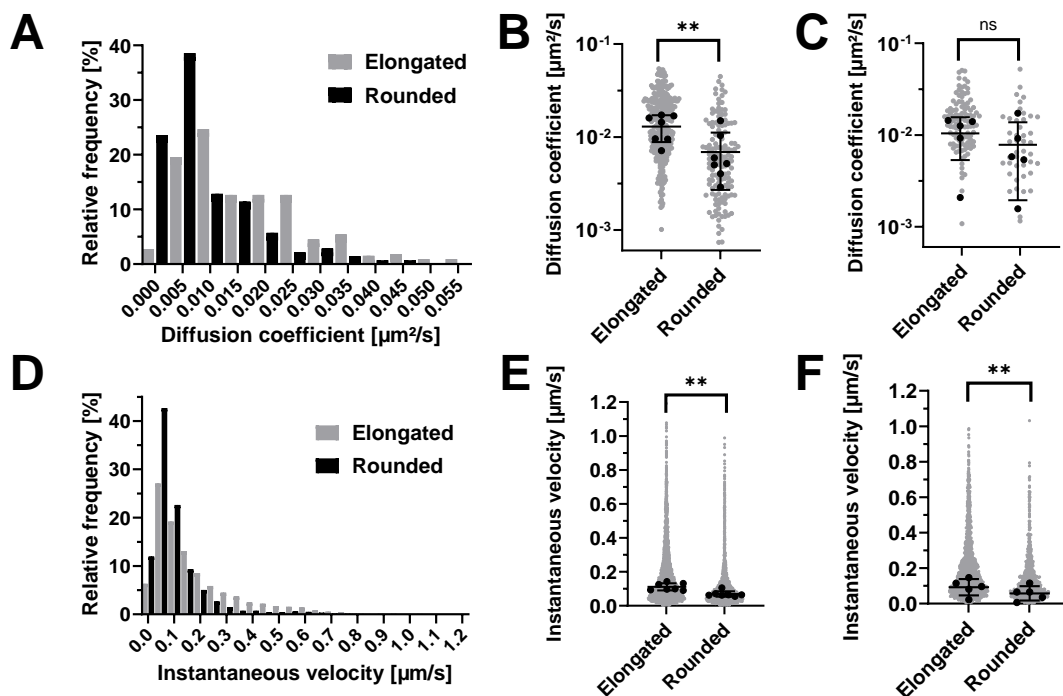 A
Relative frequency [%]
40
30
20
10
0
Elongated
Rounded
0.000
0.005
0.010
0.015
0.020
0.025
0.030
0.035
0.040
0.045
0.050
0.055
Diffusion coefficient [µm²/s]
B
Diffusion coefficient [µm²/s]
**
10⁻¹
10⁻²
10⁻³
Elongated
Rounded
C
Diffusion coefficient [µm²/s]
ns
10⁻¹
10⁻²
10⁻³
Elongated
Rounded
D
Relative frequency [%]
40
30
20
10
0
Elongated
Rounded
0.0
0.1
0.2
0.3
0.4
0.5
0.6
0.7
0.8
0.9
1.0
1.1
1.2
Instantaneous velocity [µm/s]
E
Instantaneous velocity [µm/s]
**
1.2
1.0
0.8
0.6
0.4
0.2
0.0
Elongated
Rounded
F
Instantaneous velocity [µm/s]
**
1.2
1.0
0.8
0.6
0.4
0.2
0.0
Elongated
Rounded